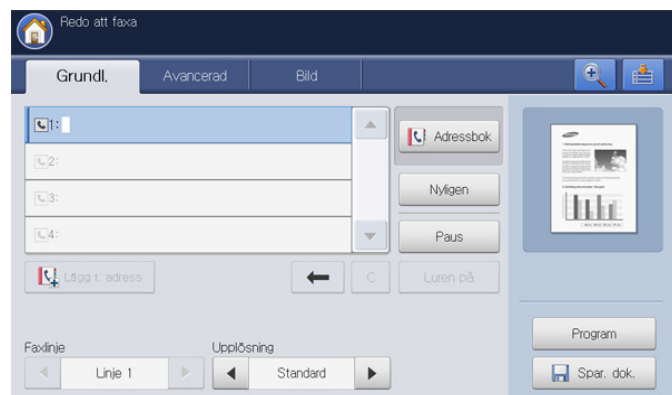 Redo att faxa
Grundl.
Avancerad
Bild
1:
Adressbok
2:
Nyligen
3:
4:
Paus
Lägg t. adress
C
Luren på
Faxlinje
Upplösning
Linje 1
Standard
Program
Spar. dok.